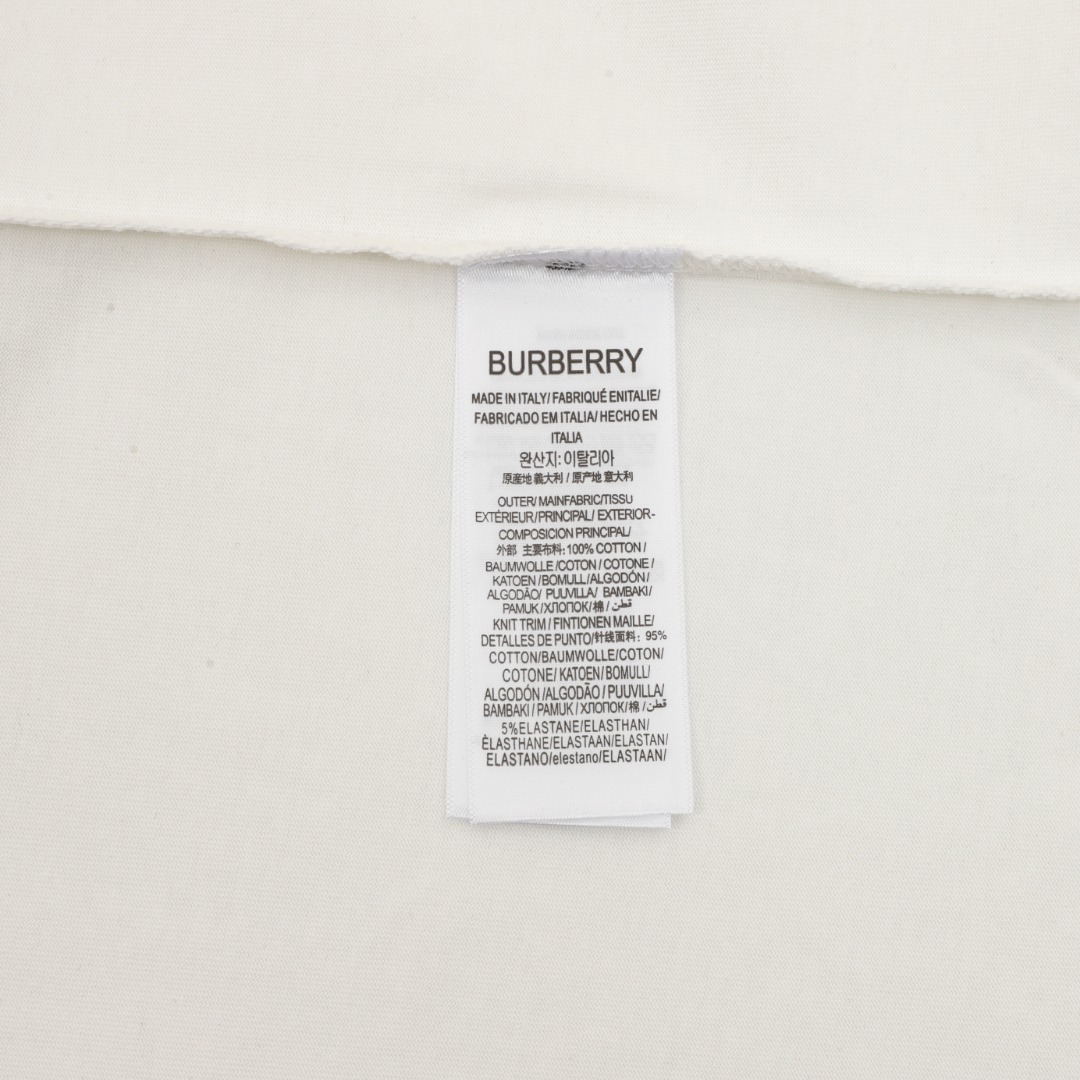 BURBERRY
MADE IN ITALY/ FABRIQUÉ ENITALIE/
FABRICADO EM ITALIA/ HECHO EN
ITALIA
완산지: 이탈리아
原産地 義大利 / 原产地 意大利
OUTER/ MAINFABRIC/TISSU
EXTÉRIEUR/PRINCIPAL/ EXTERIOR-
COMPOSICION PRINCIPAL/
外部 主要布料: 100% COTTON /
BAUMWOLLE /COTON / COTONE /
KATOEN / BOMULL/ALGODÓN/
ALGODÃO/ PUUVILLA/ BAMBAKI/
PAMUK /ХЛОПОК/棉 / قطن
KNIT TRIM / FINTIONEN MAILLE/
DETALLES DE PUNTO/针线面料: 95%
COTTON/BAUMWOLLE/COTON/
COTONE/ KATOEN/ BOMULL/
ALGODÓN /ALGODÃO / PUUVILLA/
BAMBAKI / PAMUK / ХЛОПОК/棉 /قطن
5%ELASTANE/ELASTHAN/
ÉLASTHANE/ELASTAAN/ELASTAN/
ELASTANO/elestano/ELASTAAN/